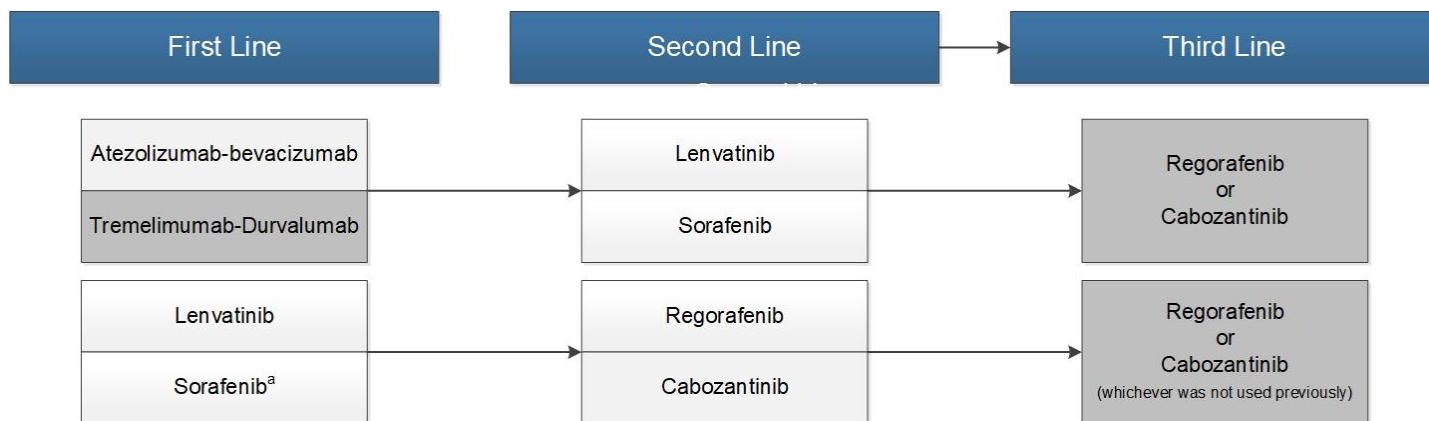 First Line
Second Line
Third Line
Atezolizumab-bevacizumab
Tremelimumab-Durvalumab
Lenvatinib
Sorafenib
Regorafenib
or
Cabozantinib
Lenvatinib
Sorafenibᵃ
Regorafenib
Cabozantinib
Regorafenib
or
Cabozantinib
(whichever was not used previously)